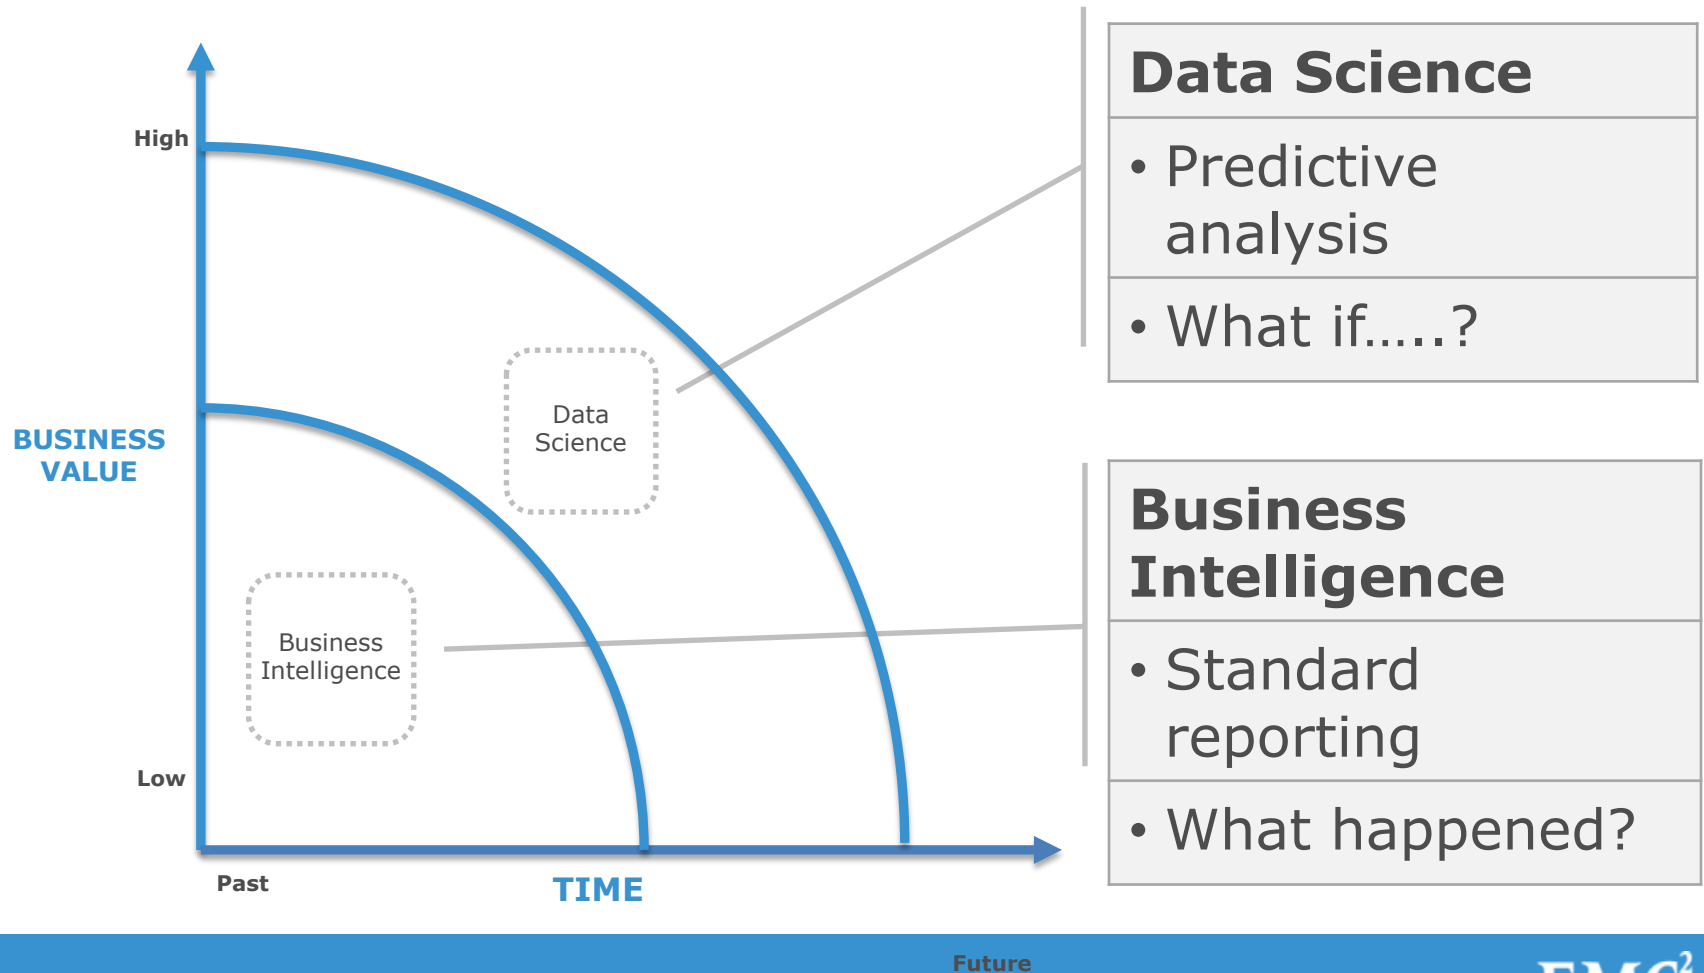 High
BUSINESS
VALUE
Low
Past
TIME
Future
Data
Science
Business
Intelligence
Data Science
• Predictive
analysis
• What if…..?
Business
Intelligence
• Standard
reporting
• What happened?
EMC²